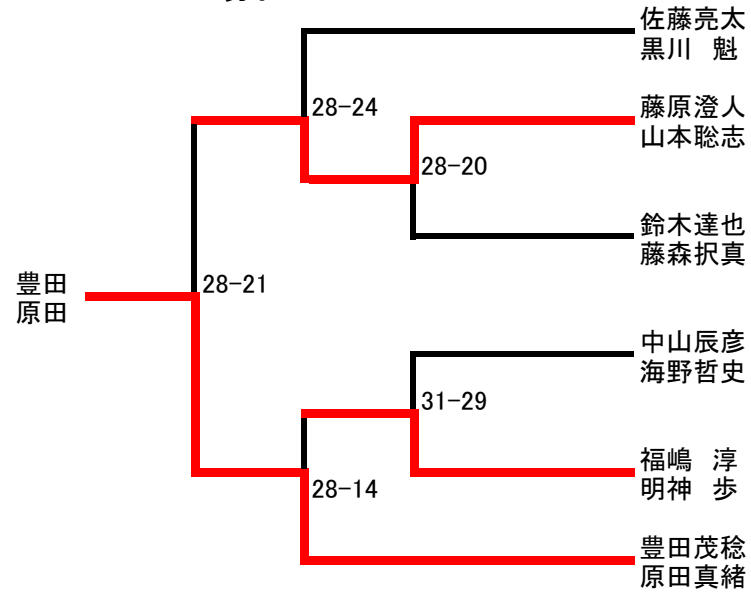 佐藤亮太
黒川　魁
28-24
藤原澄人
山本聡志
28-20
鈴木達也
藤森択真
豊田
原田
28-21
中山辰彦
海野哲史
31-29
福嶋　淳
明神　歩
28-14
豊田茂稔
原田真緒